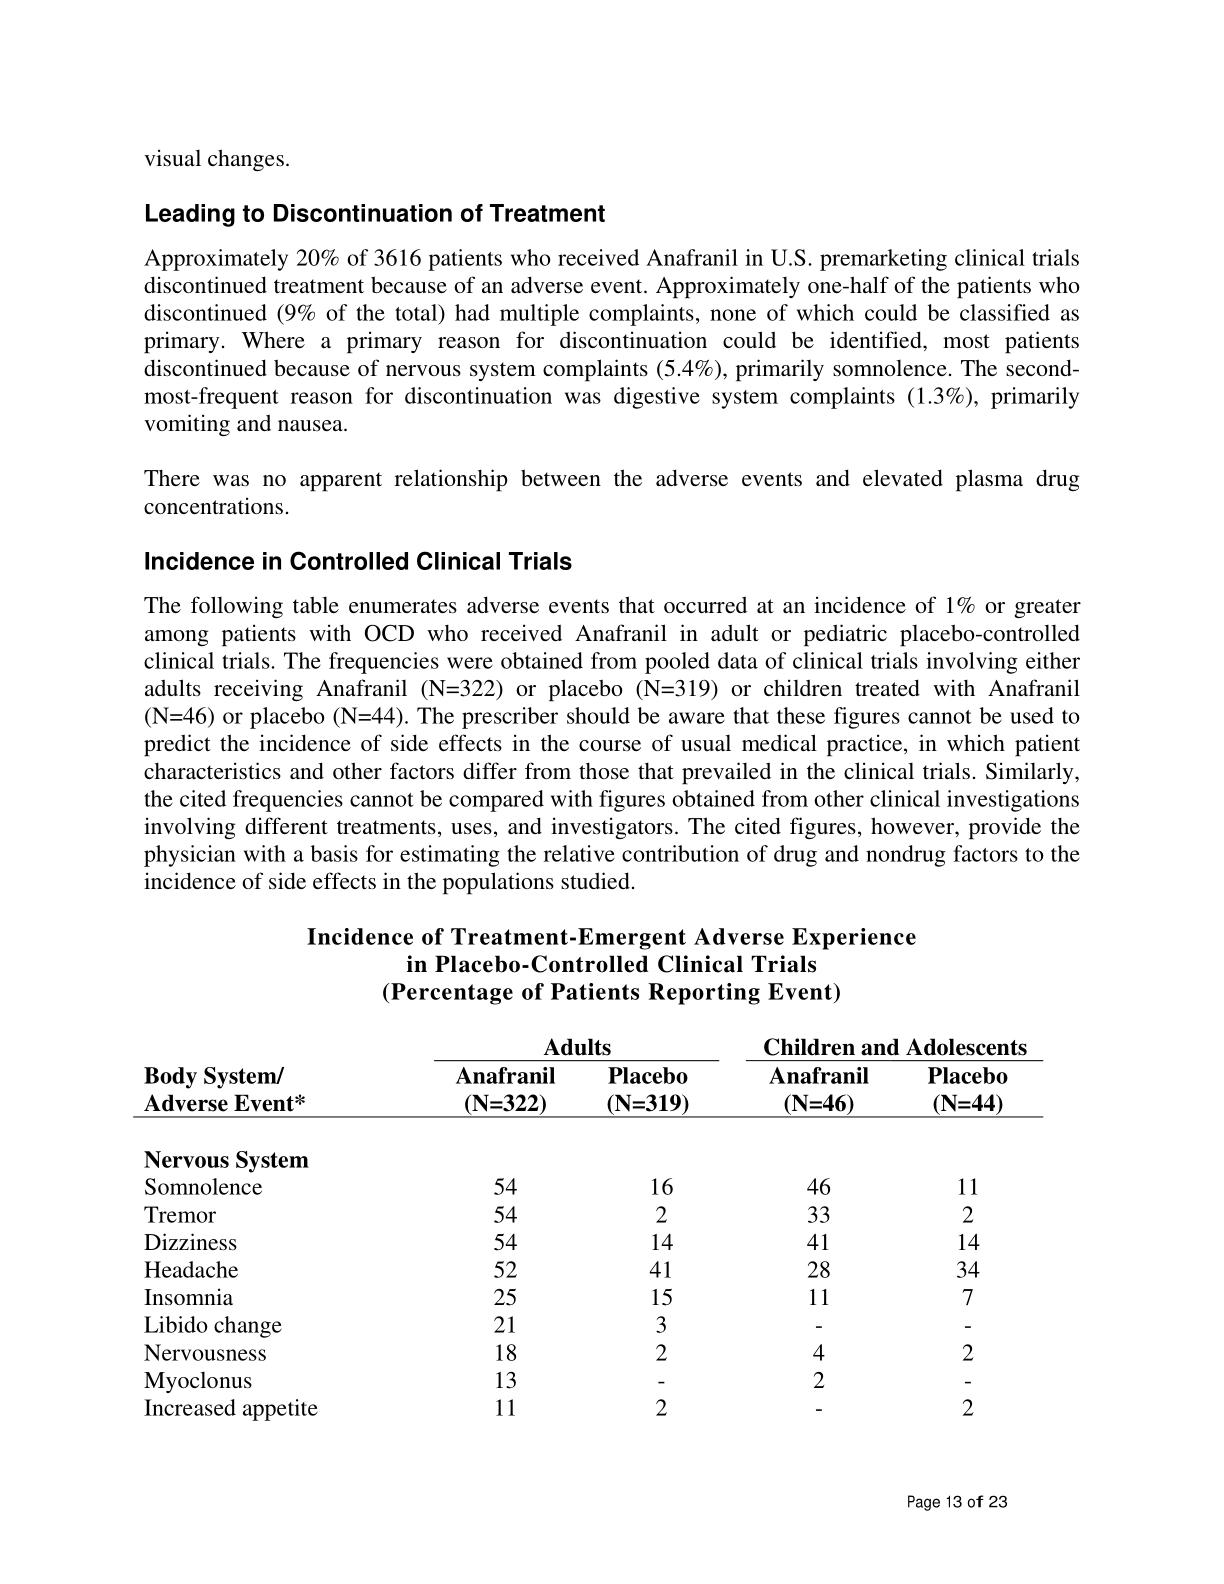 visual changes.
Leading to Discontinuation of Treatment
Approximately 20% of 3616 patients who received Anafranil in U.S. premarketing clinical trials
discontinued treatment because of an adverse event. Approximately one-half of the patients who
discontinued (9% of the total) had multiple complaints, none of which could be classified as
primary. Where a primary reason for discontinuation could be identified, most patients
discontinued because of nervous system complaints (5.4%), primarily somnolence. The second-
most-frequent reason for discontinuation was digestive system complaints (1.3%), primarily
vomiting and nausea.
There was no apparent relationship between the adverse events and elevated plasma drug
concentrations.
Incidence in Controlled Clinical Trials
The following table enumerates adverse events that occurred at an incidence of 1% or greater
among patients with OCD who received Anafranil in adult or pediatric placebo-controlled
clinical trials. The frequencies were obtained from pooled data of clinical trials involving either
adults receiving Anafranil (N=322) or placebo (N=319) or children treated with Anafranil
(N=46) or placebo (N=44). The prescriber should be aware that these figures cannot be used to
predict the incidence of side effects in the course of usual medical practice, in which patient
characteristics and other factors differ from those that prevailed in the clinical trials. Similarly,
the cited frequencies cannot be compared with figures obtained from other clinical investigations
involving different treatments, uses, and investigators. The cited figures, however, provide the
physician with a basis for estimating the relative contribution of drug and nondrug factors to the
incidence of side effects in the populations studied.
Incidence of Treatment-Emergent Adverse Experience
in Placebo-Controlled Clinical Trials
(Percentage of Patients Reporting Event)
Adults Children and Adolescents
Body System/ Anafranil Placebo Anafranil Placebo
Adverse Event* (N=322) (N=319) (N=46) (N=44)
Nervous System
Somnolence 54 16 46 11
Tremor 54 2 33 2
Dizziness 54 14 41 14
Headache 52 41 28 34
Insomnia 25 15 11 7
Libido change 21 3 - -
Nervousness 18 2 4 2
Myoclonus 13 - 2 -
Increased appetite 11 2 - 2
Page 13 of 23